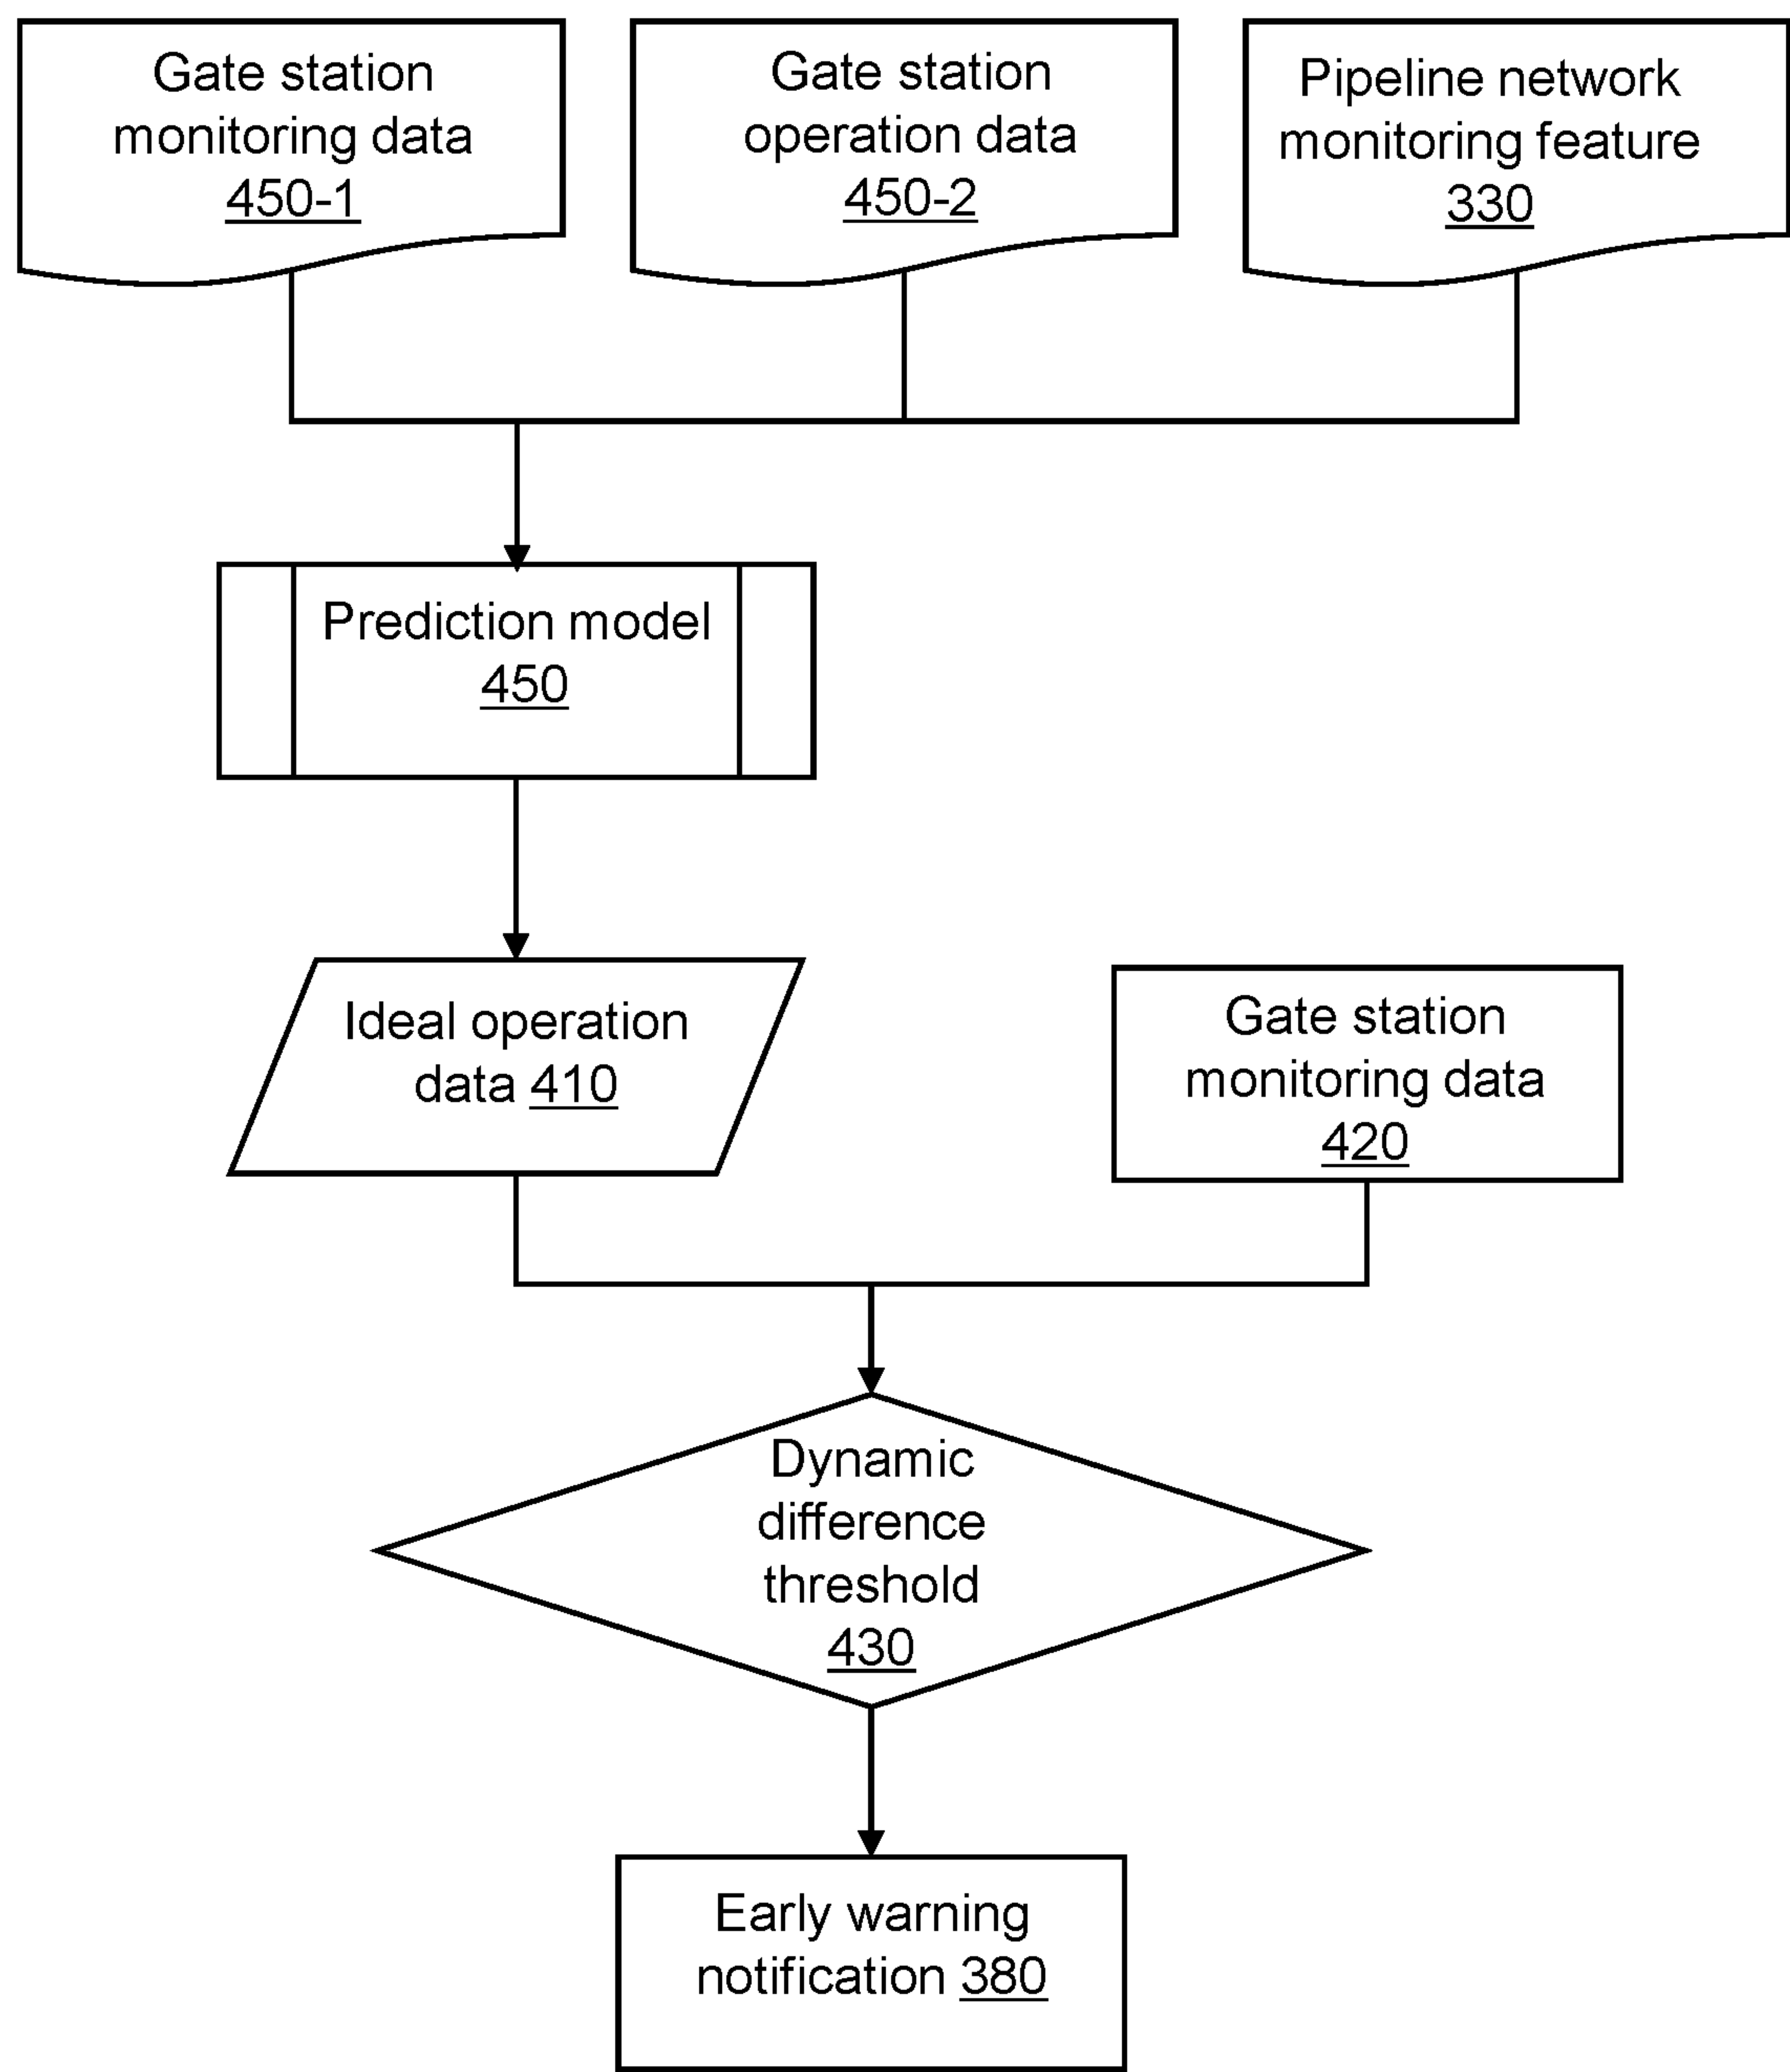 Gate station
monitoring data
450-1
Gate station
operation data
450-2
Pipeline network
monitoring feature
330
Prediction model
450
Ideal operation
data 410
Gate station
monitoring data
420
Dynamic
difference
threshold
430
Early warning
notification 380